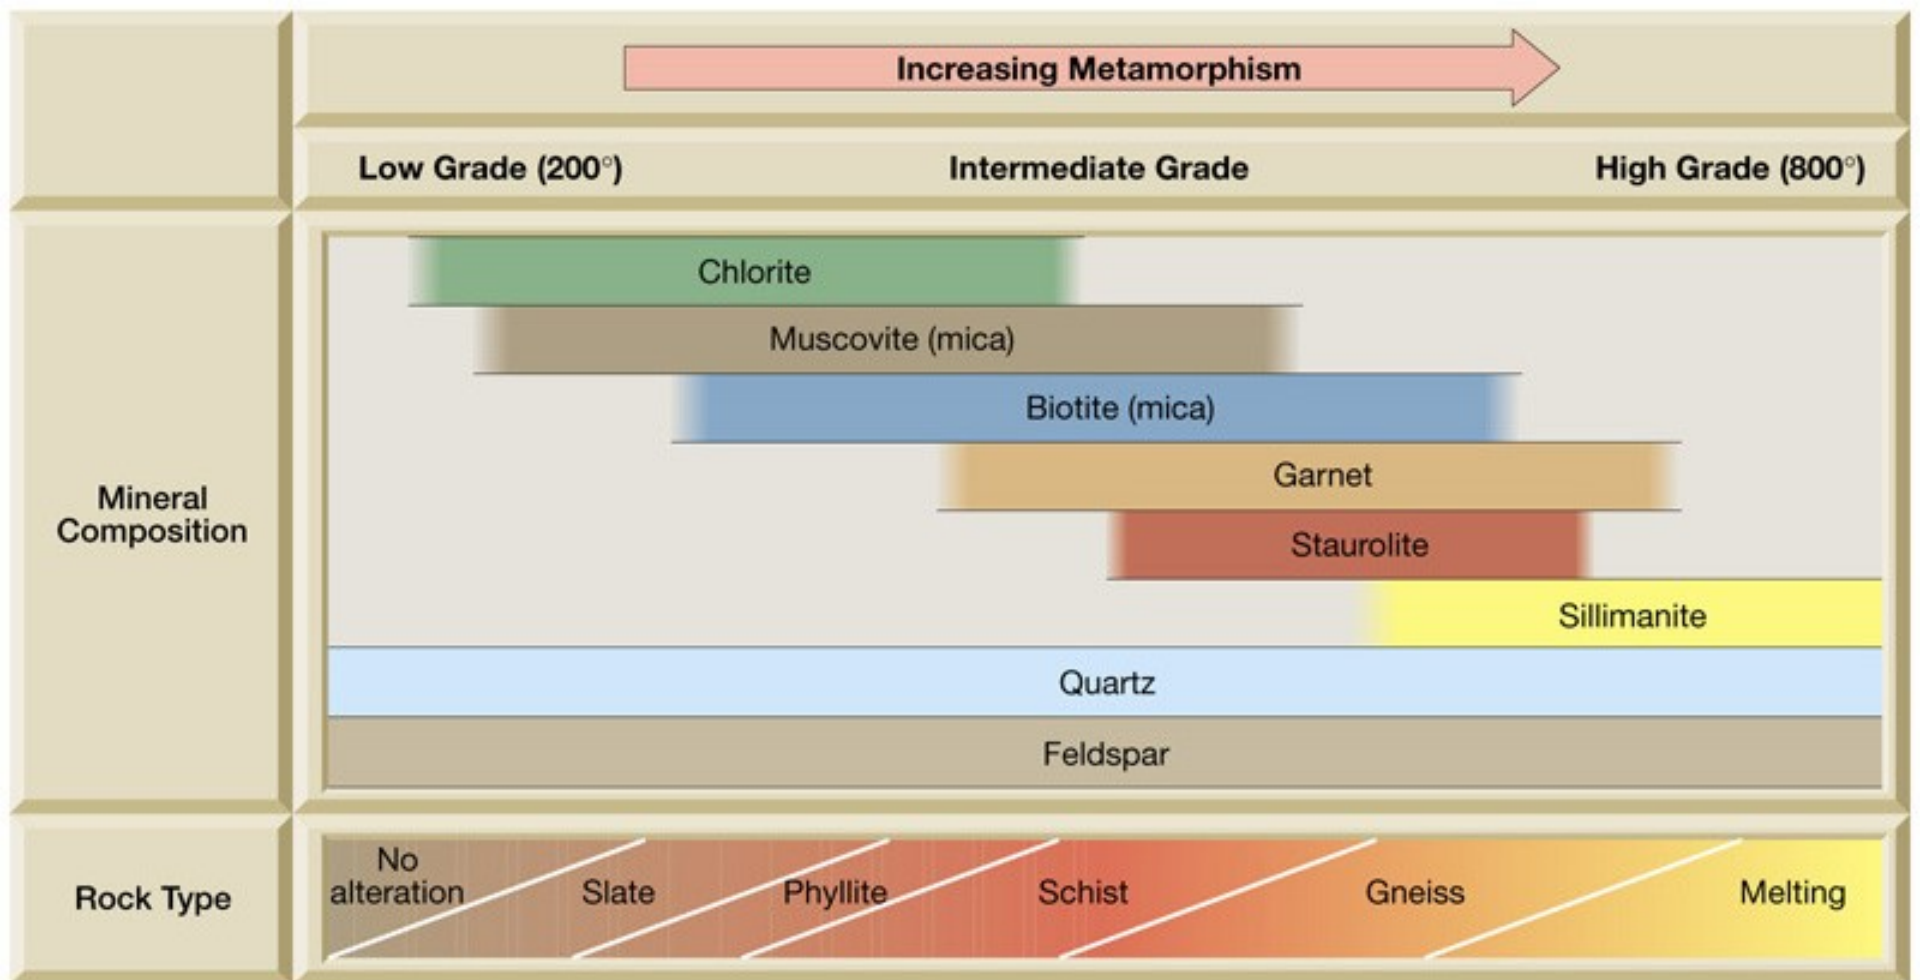 Increasing Metamorphism
Low Grade (200°)
Intermediate Grade
High Grade (800°)
Mineral
Composition
Chlorite
Muscovite (mica)
Biotite (mica)
Garnet
Staurolite
Sillimanite
Quartz
Feldspar
Rock Type
No
alteration
Slate
Phyllite
Schist
Gneiss
Melting